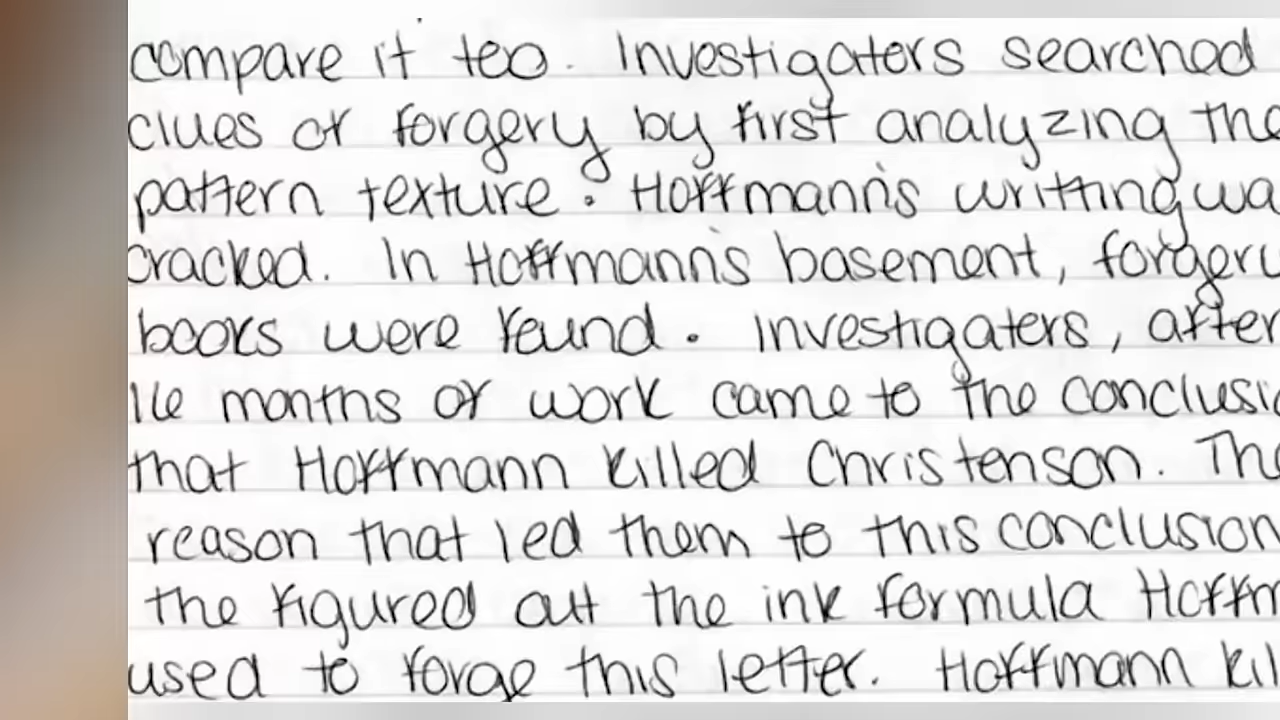 compare it too. Investigators searched
clues of forgery by first analyzing the
pattern texture. Hoffmann's writting wa
cracked. In Hoffmann's basement, forgery
books were found. Investigaters, after
16 months of work came to the conclusi
that Hoffmann killed Christenson. The
reason that led them to this conclusion
the figured out the ink formula Hoffm
used to forge this letter. Hoffmann kil